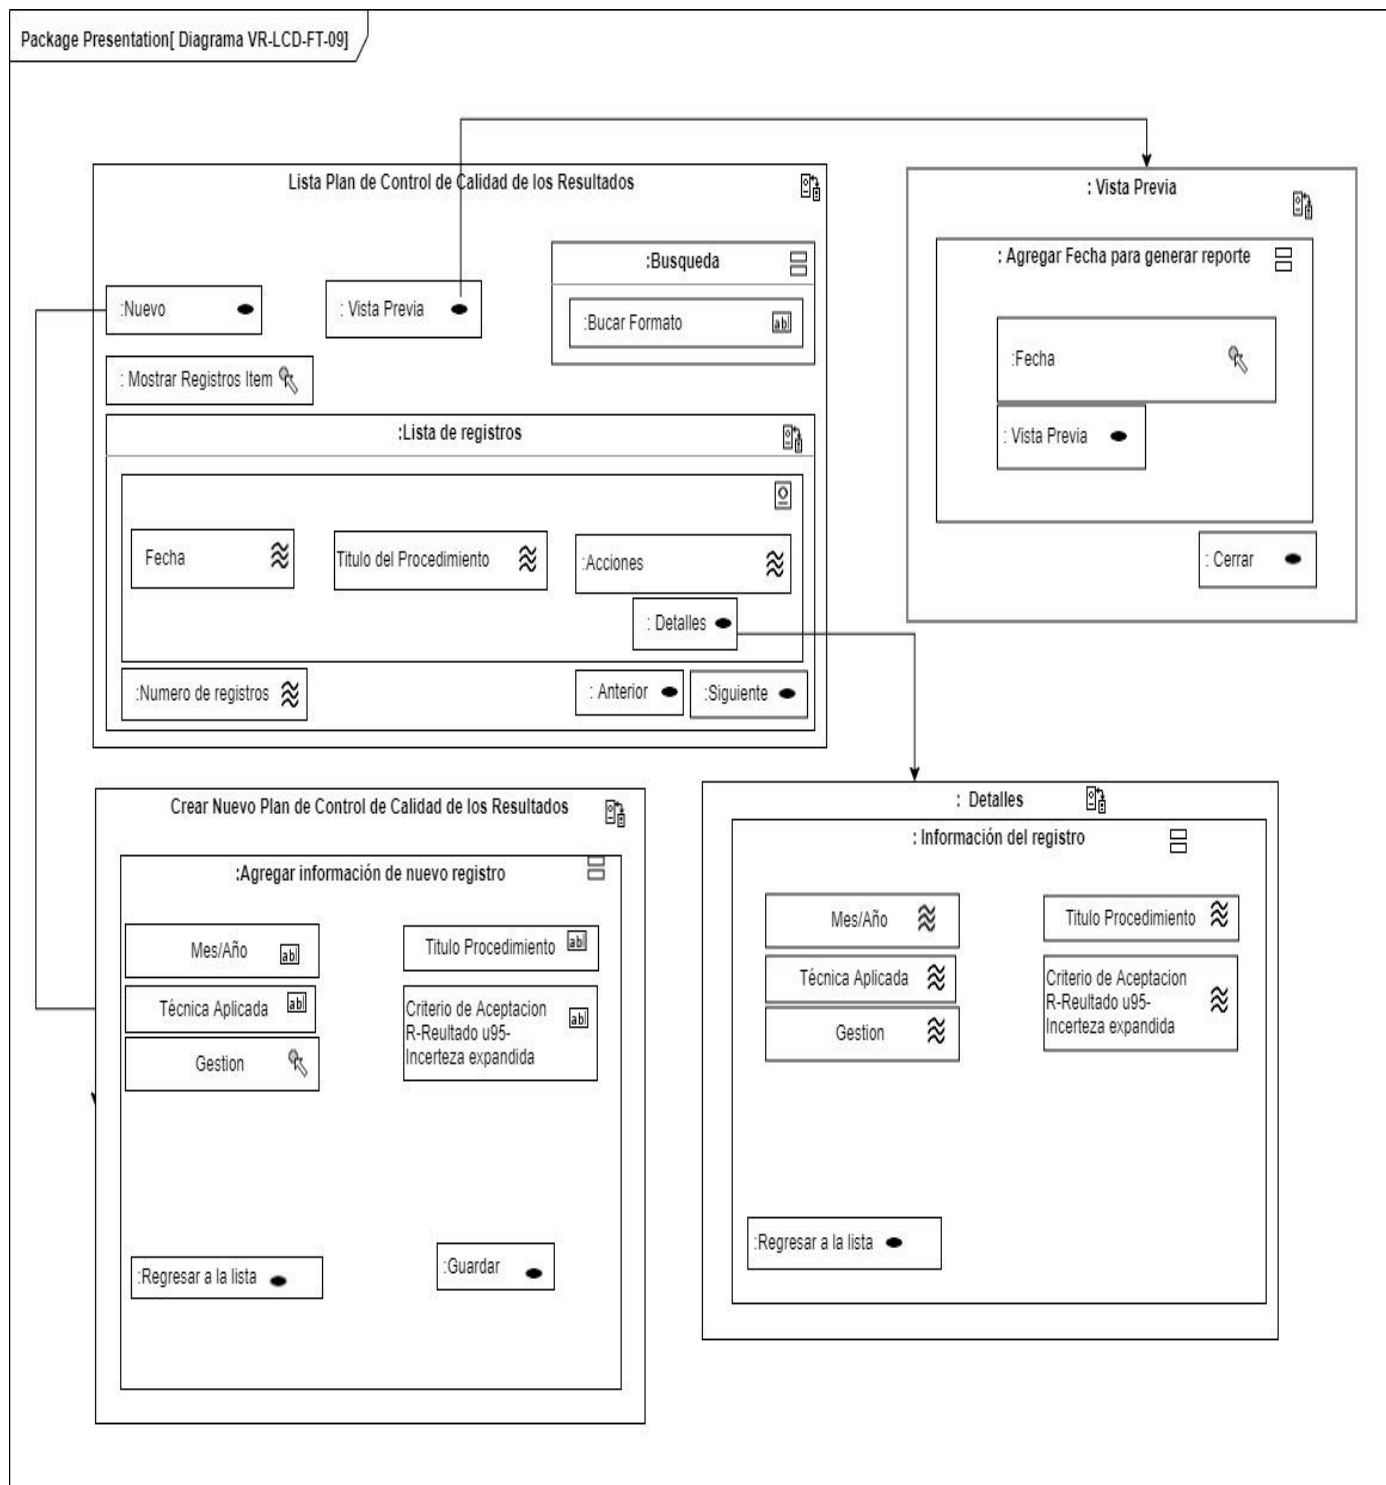 Package Presentation[ Diagrama VR-LCD-FT-09]
Lista Plan de Control de Calidad de los Resultados
:Nuevo
: Vista Previa
:Busqueda
:Bucar Formato
ab
: Mostrar Registros Item
:Lista de registros
Fecha
Titulo del Procedimiento
:Acciones
: Detalles
:Numero de registros
: Anterior
:Siguiente
: Vista Previa
: Agregar Fecha para generar reporte
:Fecha
: Vista Previa
: Cerrar
Crear Nuevo Plan de Control de Calidad de los Resultados
:Agregar información de nuevo registro
Mes/Año
ab
Titulo Procedimiento
ab
Técnica Aplicada
ab
Criterio de Aceptacion
R-Reultado u95-
Incerteza expandida
ab
Gestion
:Regresar a la lista
:Guardar
: Detalles
: Información del registro
Mes/Año
Titulo Procedimiento
Técnica Aplicada
Criterio de Aceptacion
R-Reultado u95-
Incerteza expandida
Gestion
:Regresar a la lista